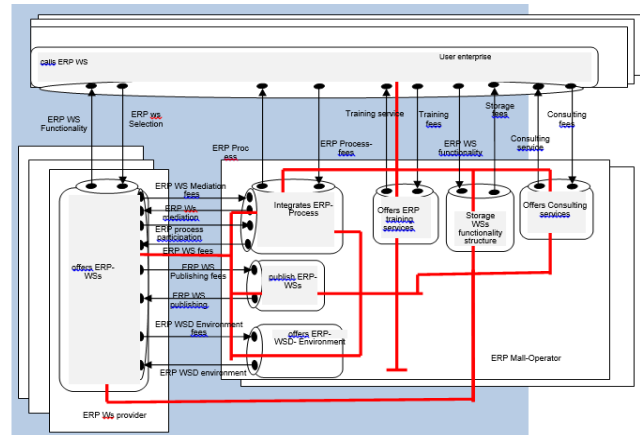 calls ERP WS
User enterprise
ERP WS
Functionality
ERP ws
Selection
ERP Proc
ess
ERP Process-
fees
Training service
Training
fees
ERP WS
functionality
Storage
fees
Consulting
service
Consulting
fees
ERP WS Mediation
fees
ERP Ws
mediation
ERP process
participation
ERP WS fees
ERP WS
Publishing fees
ERP WS
publishing
ERP WSD Environment
fees
ERP WSD environment
offers ERP-
WSs
Integrates ERP-
Process
Offers ERP
training
services
Storage
WSs
functionality
structure
Offers Consulting
services
publish ERP-
WSs
offers ERP-
WSD- Environment
ERP Mall-Operator
ERP Ws provider